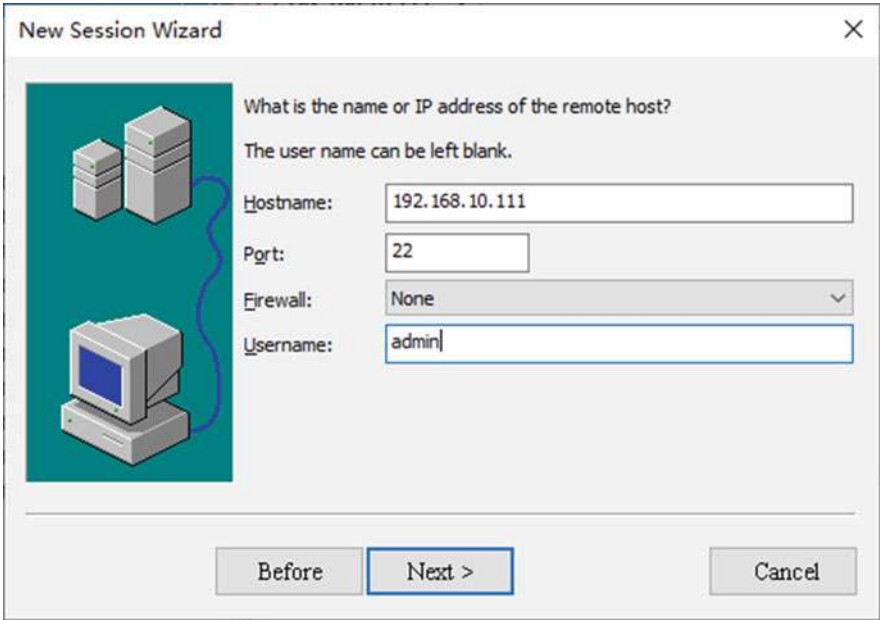 New Session Wizard
What is the name or IP address of the remote host?
The user name can be left blank.
Hostname: 192.168.10.111
Port: 22
Firewall: None
Username: admin
Before Next > Cancel